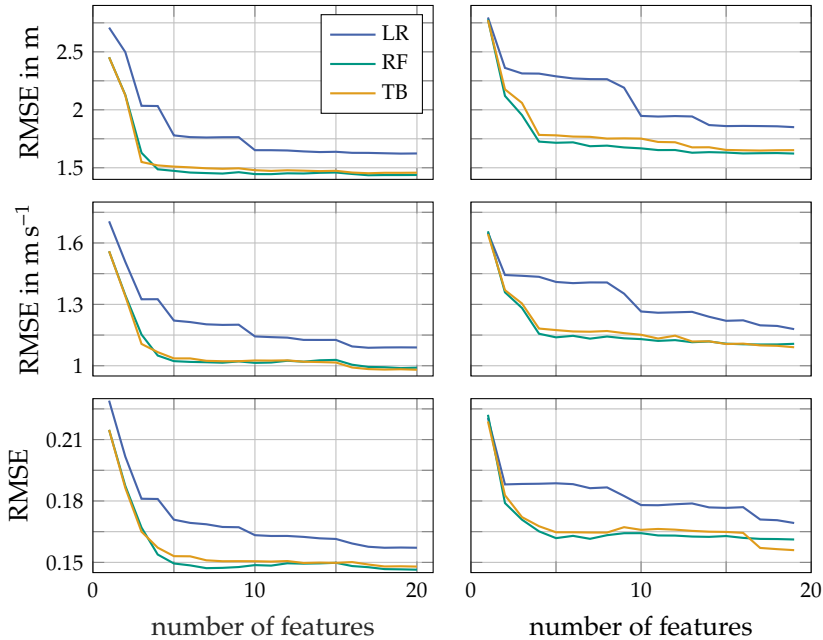 RMSE in m
2.5
2
1.5
LR
RF
TB
RMSE in m s⁻¹
1.6
1.3
1
RMSE
0.21
0.18
0.15
0 10 20 0 10 20
number of features number of features